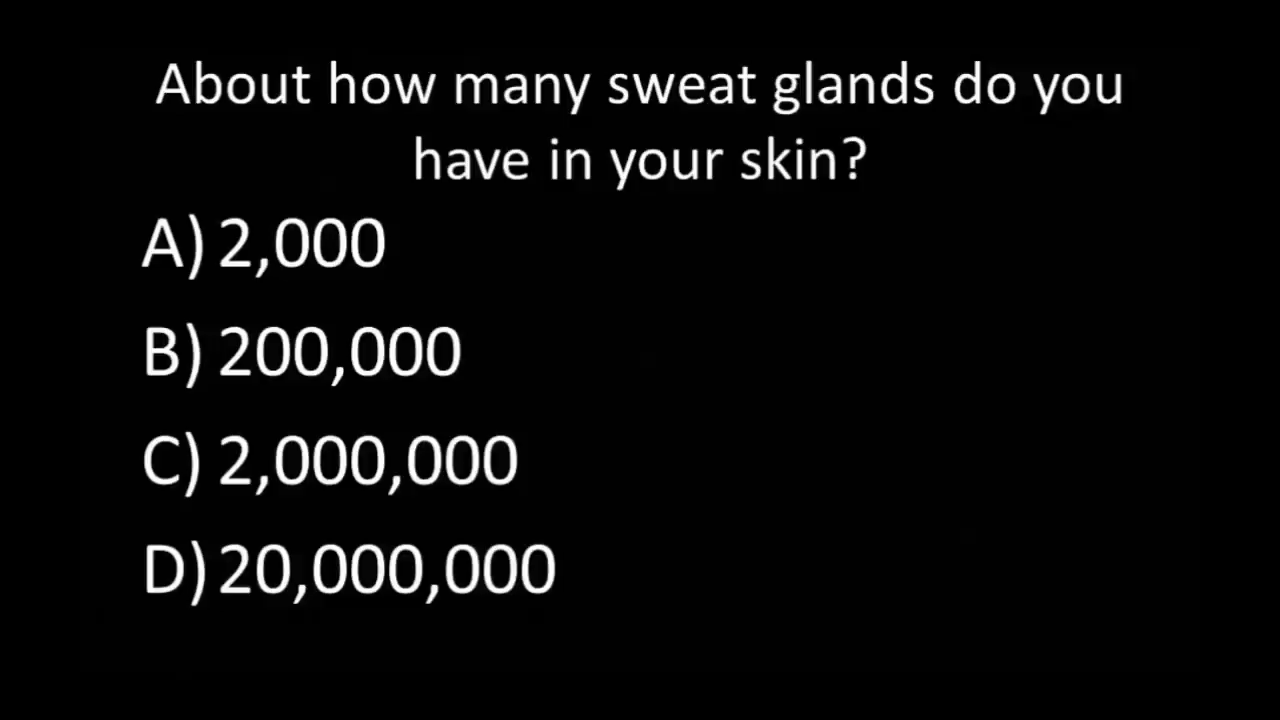 About how many sweat glands do you
have in your skin?
A) 2,000
B) 200,000
C) 2,000,000
D) 20,000,000